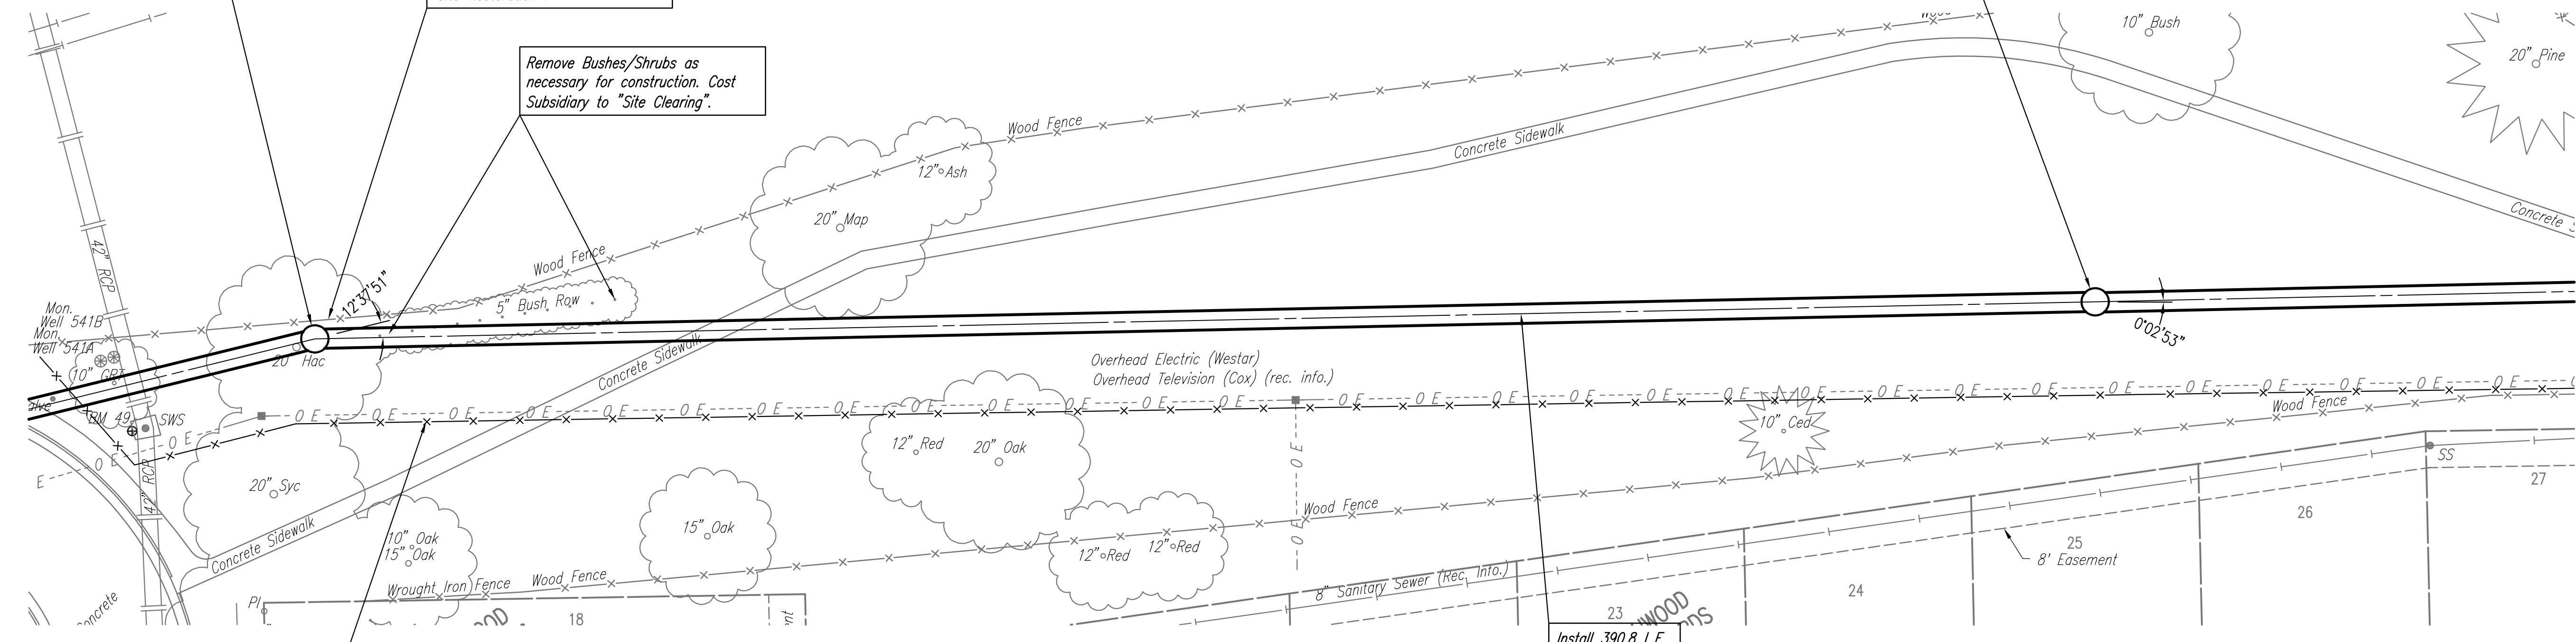 Remove Bushes/Shrubs as
necessary for construction. Cost
Subsidiary to "Site Clearing".
10" Bush
20" Pine
Wood Fence
Concrete Sidewalk
12" Ash
20" Map
Concrete S
42" RCP
Wood Fence
12°37'51"
5" Bush Row
Mon.
Well 541B
Mon.
Well 541A
20" Hac
10" GRT
Concrete Sidewalk
0°02'53"
Overhead Electric (Westar)
Overhead Television (Cox) (rec. info.)
BM 49
SWS
O E
Wood Fence
12" Red
20" Oak
10" Ced
SS
27
42" RCP
20" Syc
15" Oak
Wood Fence
26
10" Oak
15" Oak
Concrete Sidewalk
12" Red
12" Red
25
8' Easement
Wrought Iron Fence
Wood Fence
8" Sanitary Sewer (Rec. Info.)
24
PI
18
23
Install 390.8 L.F.